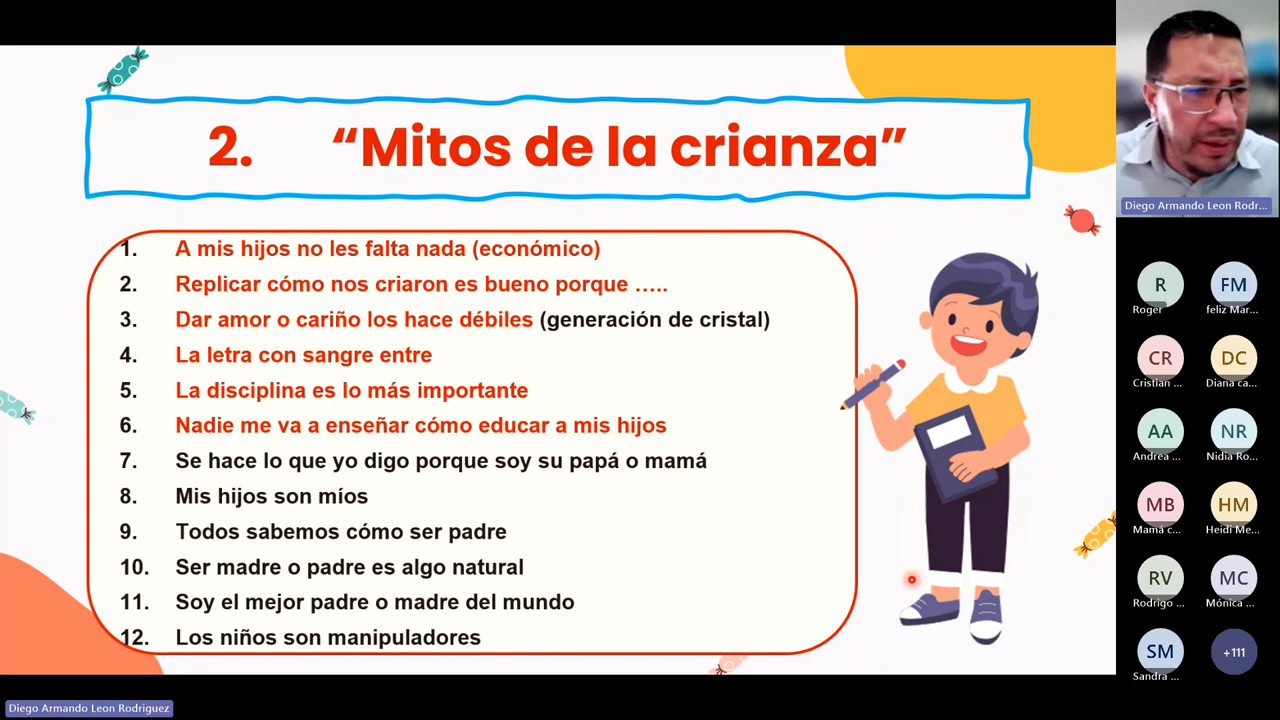 2. “Mitos de la crianza”
1. A mis hijos no les falta nada (económico)
2. Replicar cómo nos criaron es bueno porque …..
3. Dar amor o cariño los hace débiles (generación de cristal)
4. La letra con sangre entre
5. La disciplina es lo más importante
6. Nadie me va a enseñar cómo educar a mis hijos
7. Se hace lo que yo digo porque soy su papá o mamá
8. Mis hijos son míos
9. Todos sabemos cómo ser padre
10. Ser madre o padre es algo natural
11. Soy el mejor padre o madre del mundo
12. Los niños son manipuladores
Diego Armando Leon Rodr...
R FM
Roger feliz Mar...
CR DC
Cristian ... Diana ca...
AA NR
Andrea ... Nidia Ro...
MB HM
Mamá c... Heidi Me...
RV MC
Rodrigo ... Mónica ...
SM +111
Sandra ...
Diego Armando Leon Rodriguez